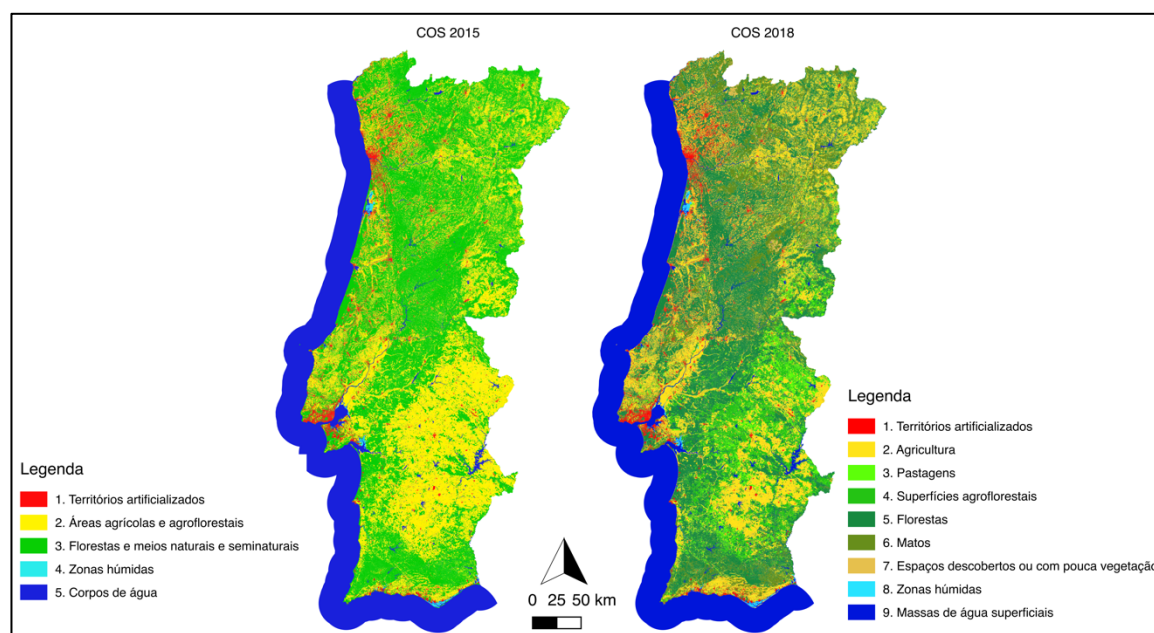 COS 2015
COS 2018
Legenda
1. Territórios artificializados
2. Áreas agrícolas e agroflorestais
3. Florestas e meios naturais e seminaturais
4. Zonas húmidas
5. Corpos de água
0 25 50 km
Legenda
1. Territórios artificializados
2. Agricultura
3. Pastagens
4. Superfícies agroflorestais
5. Florestas
6. Matos
7. Espaços descobertos ou com pouca vegetação
8. Zonas húmidas
9. Massas de água superficiais